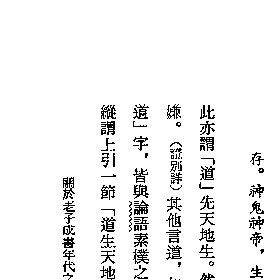 存。神鬼神帝，生
此亦謂「道」先天地生。然
嫌。（說別詳）其他言道，
道」字，皆與論語素樸之
縱謂上引一節「道生天地
關於老子成書年代之